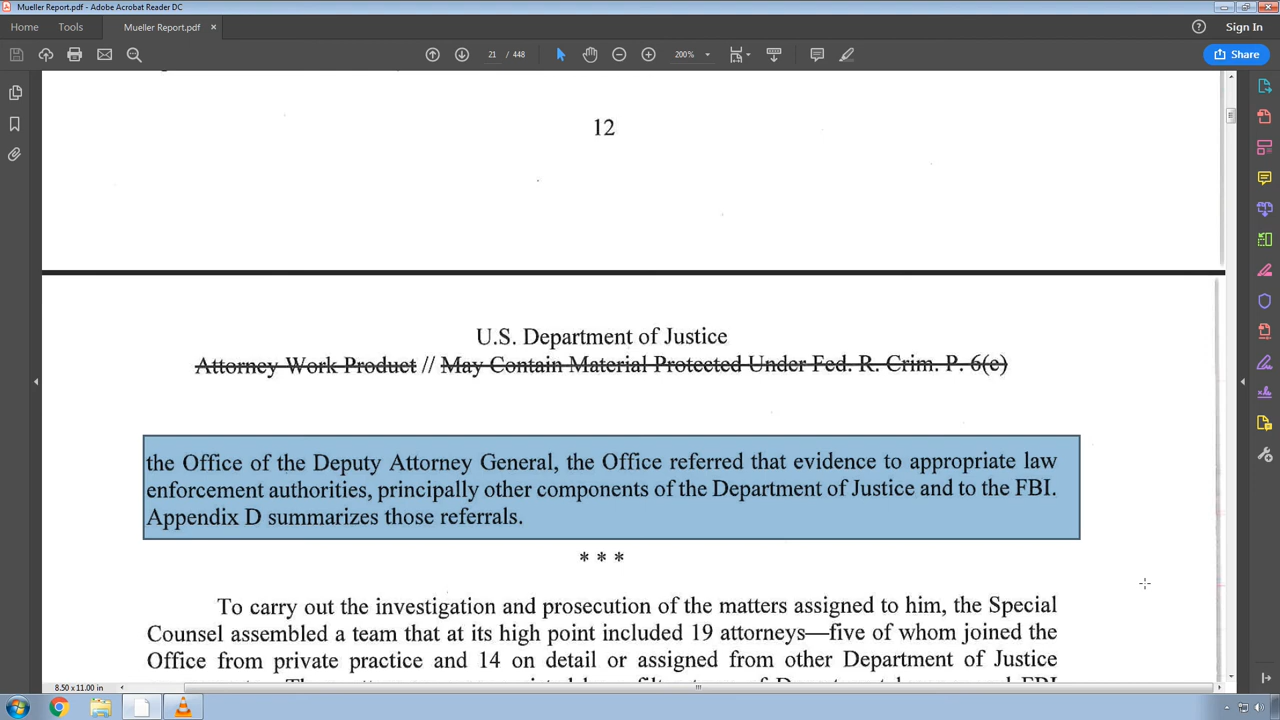 Mueller Report.pdf - Adobe Acrobat Reader DC
Home Tools Mueller Report.pdf × Sign In
21 / 448 200% Share
12
U.S. Department of Justice
Attorney Work Product // May Contain Material Protected Under Fed. R. Crim. P. 6(e)
the Office of the Deputy Attorney General, the Office referred that evidence to appropriate law
enforcement authorities, principally other components of the Department of Justice and to the FBI.
Appendix D summarizes those referrals.
* * *
To carry out the investigation and prosecution of the matters assigned to him, the Special
Counsel assembled a team that at its high point included 19 attorneys—five of whom joined the
Office from private practice and 14 on detail or assigned from other Department of Justice
8.50 x 11.00 in